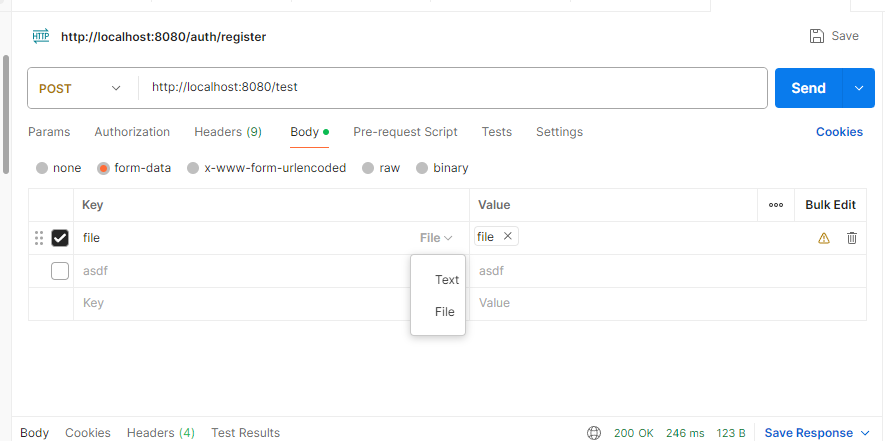 HTTP http://localhost:8080/auth/register Save
POST http://localhost:8080/test Send
Params Authorization Headers (9) Body Pre-request Script Tests Settings Cookies
none form-data x-www-form-urlencoded raw binary
Key Value Bulk Edit
file File file
asdf asdf
Text
Key Value
File
Body Cookies Headers (4) Test Results 200 OK 246 ms 123 B Save Response